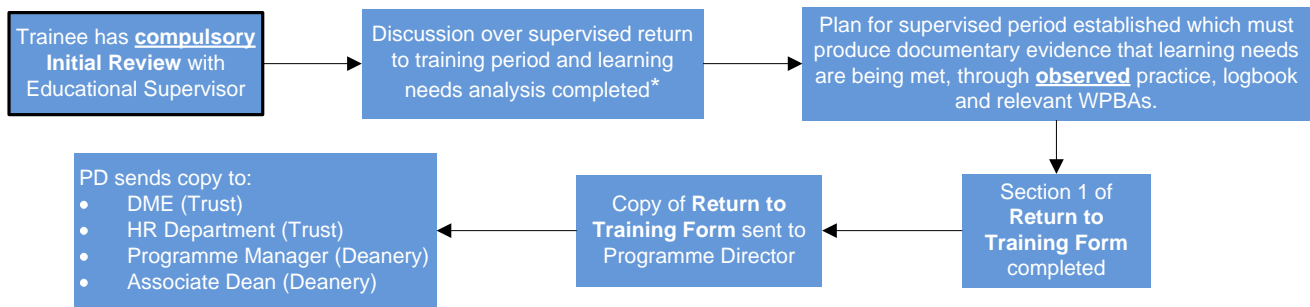 Trainee has compulsory
Initial Review with
Educational Supervisor
Discussion over supervised return
to training period and learning
needs analysis completed*
Plan for supervised period established which must
produce documentary evidence that learning needs
are being met, through observed practice, logbook
and relevant WPBAs.
Section 1 of
Return to
Training Form
completed
Copy of Return to
Training Form sent to
Programme Director
PD sends copy to:
• DME (Trust)
• HR Department (Trust)
• Programme Manager (Deanery)
• Associate Dean (Deanery)